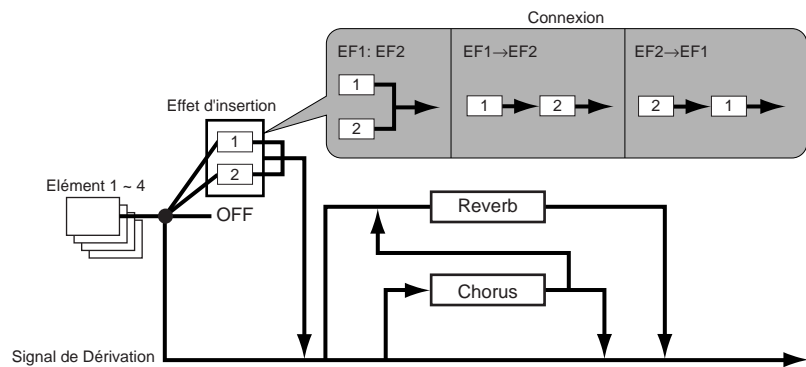 Connexion
EF1: EF2
EF1→EF2
EF2→EF1
1
2
1
2
2
1
Effet d'insertion
1
2
Elément 1 ~ 4
OFF
Reverb
Chorus
Signal de Dérivation